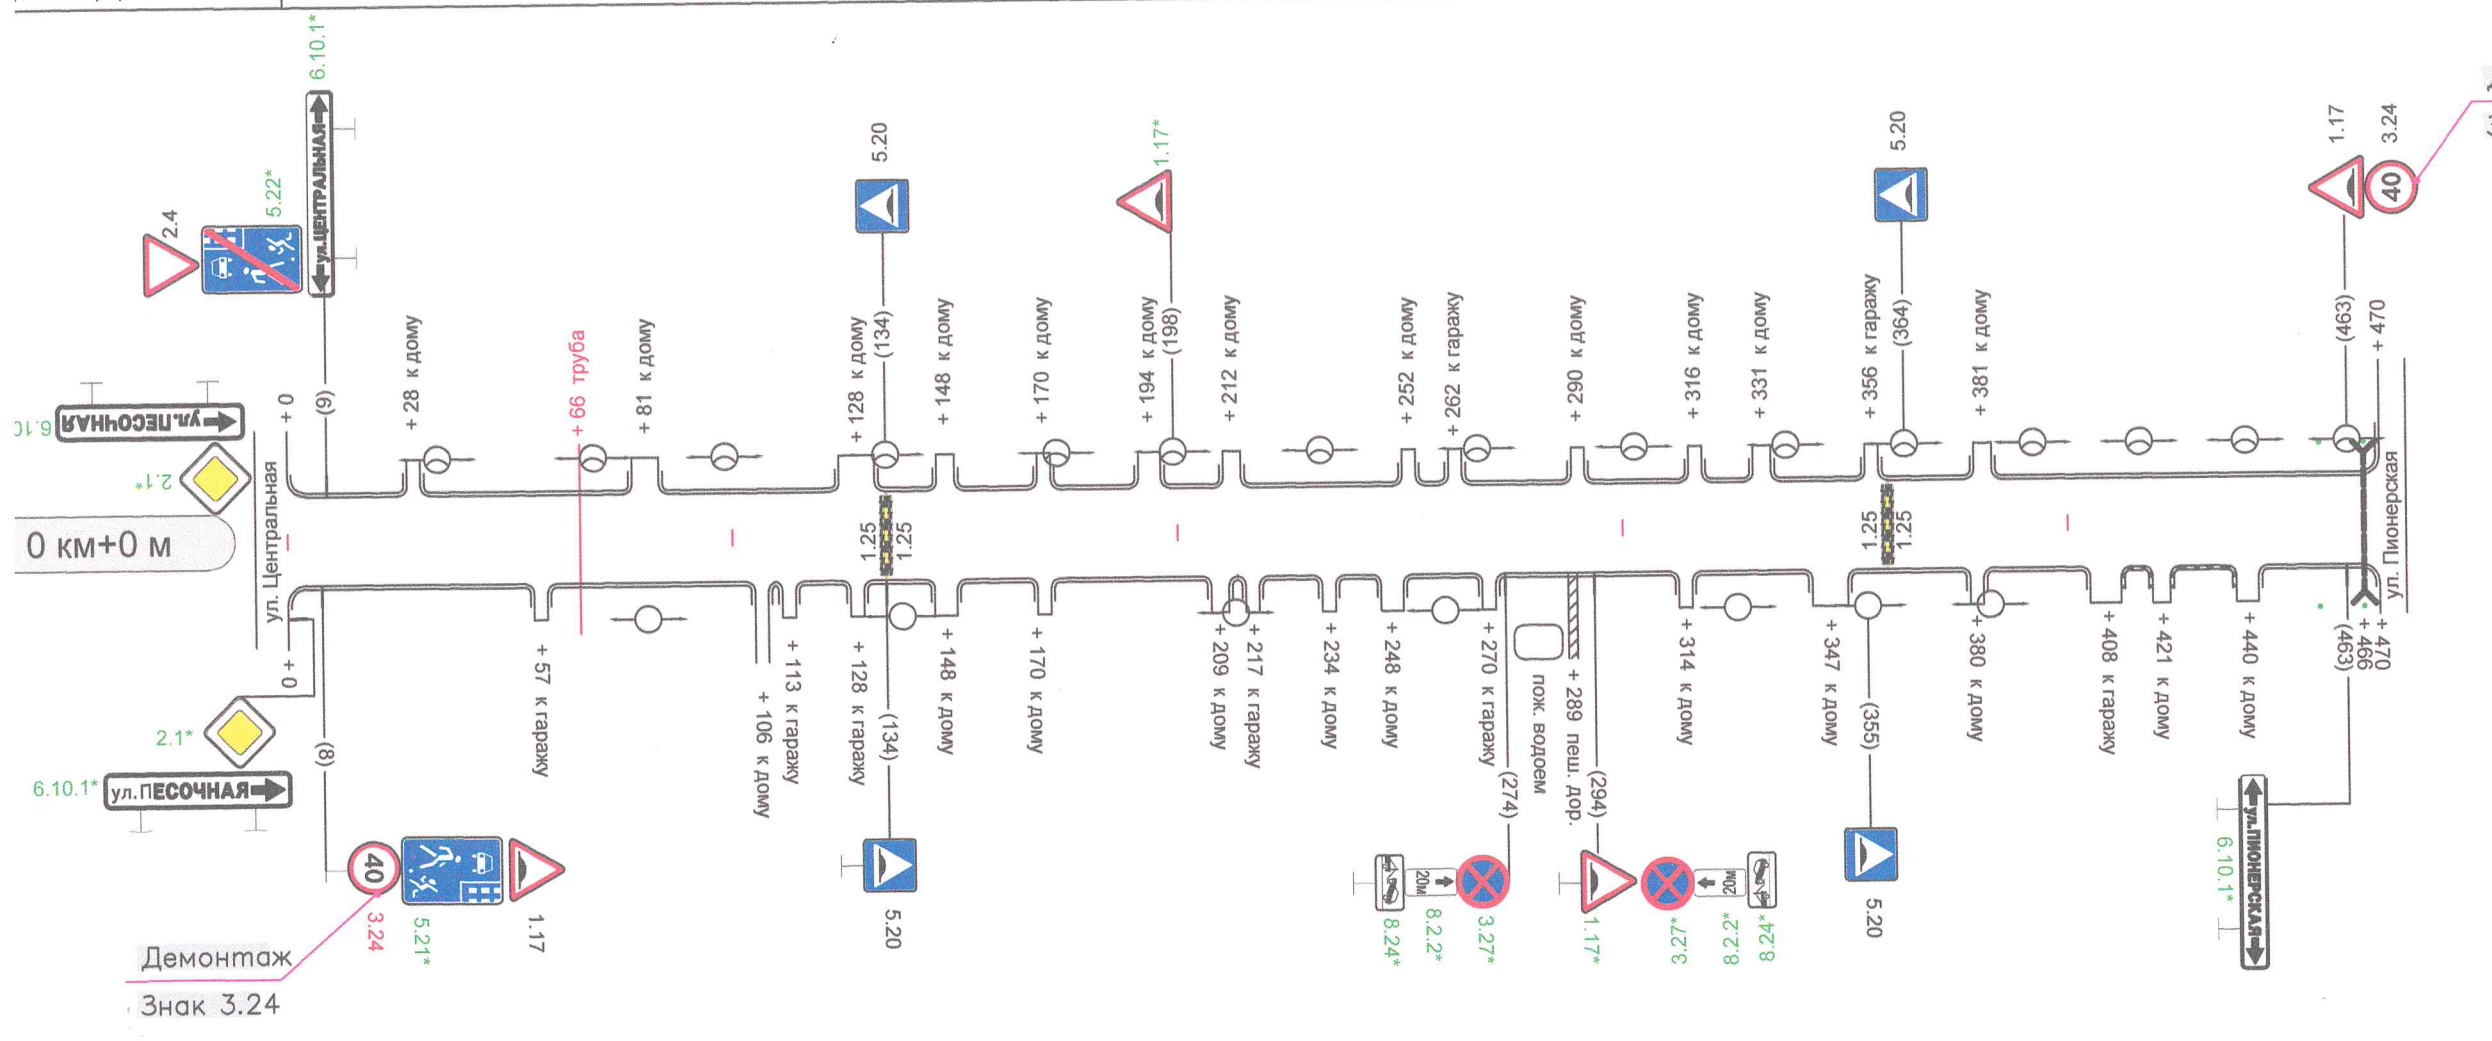 6.10.1*
ул.ЦЕНТРАЛЬНАЯ
5.22*
2.4
6.10
ул.ПЕСОЧНАЯ
2.1*
+ 0
(9)
+ 28 к дому
+ 66 труба
+ 81 к дому
+ 128 к дому
(134)
5.20
+ 148 к дому
+ 170 к дому
+ 194 к дому
(198)
1.17*
+ 212 к дому
+ 252 к дому
+ 262 к гаражу
+ 290 к дому
+ 316 к дому
+ 331 к дому
+ 356 к гаражу
(364)
5.20
+ 381 к дому
(463)
1.17
3.24
40
+ 470
0 км+0 м
ул. Центральная
1.25
1.25
1.25
1.25
ул. Пионерская
+ 0
2.1*
6.10.1*
ул.ПЕСОЧНАЯ
(8)
40
3.24
5.21*
1.17
Демонтаж
Знак 3.24
+ 57 к гаражу
+ 106 к дому
+ 113 к гаражу
+ 128 к гаражу
(134)
5.20
+ 148 к дому
+ 170 к дому
+ 209 к дому
+ 217 к гаражу
+ 234 к дому
+ 248 к дому
+ 270 к гаражу
(274)
пож. водоем
+ 289 пеш. дор.
(294)
8.24*
20м
8.2.2*
3.27*
1.17*
3.27*
20м
8.2.2*
8.24*
+ 314 к дому
+ 347 к дому
(355)
5.20
+ 380 к дому
+ 408 к гаражу
+ 421 к дому
+ 440 к дому
(463)
+ 466
+ 470
6.10.1*
ул.ПИОНЕРСКАЯ